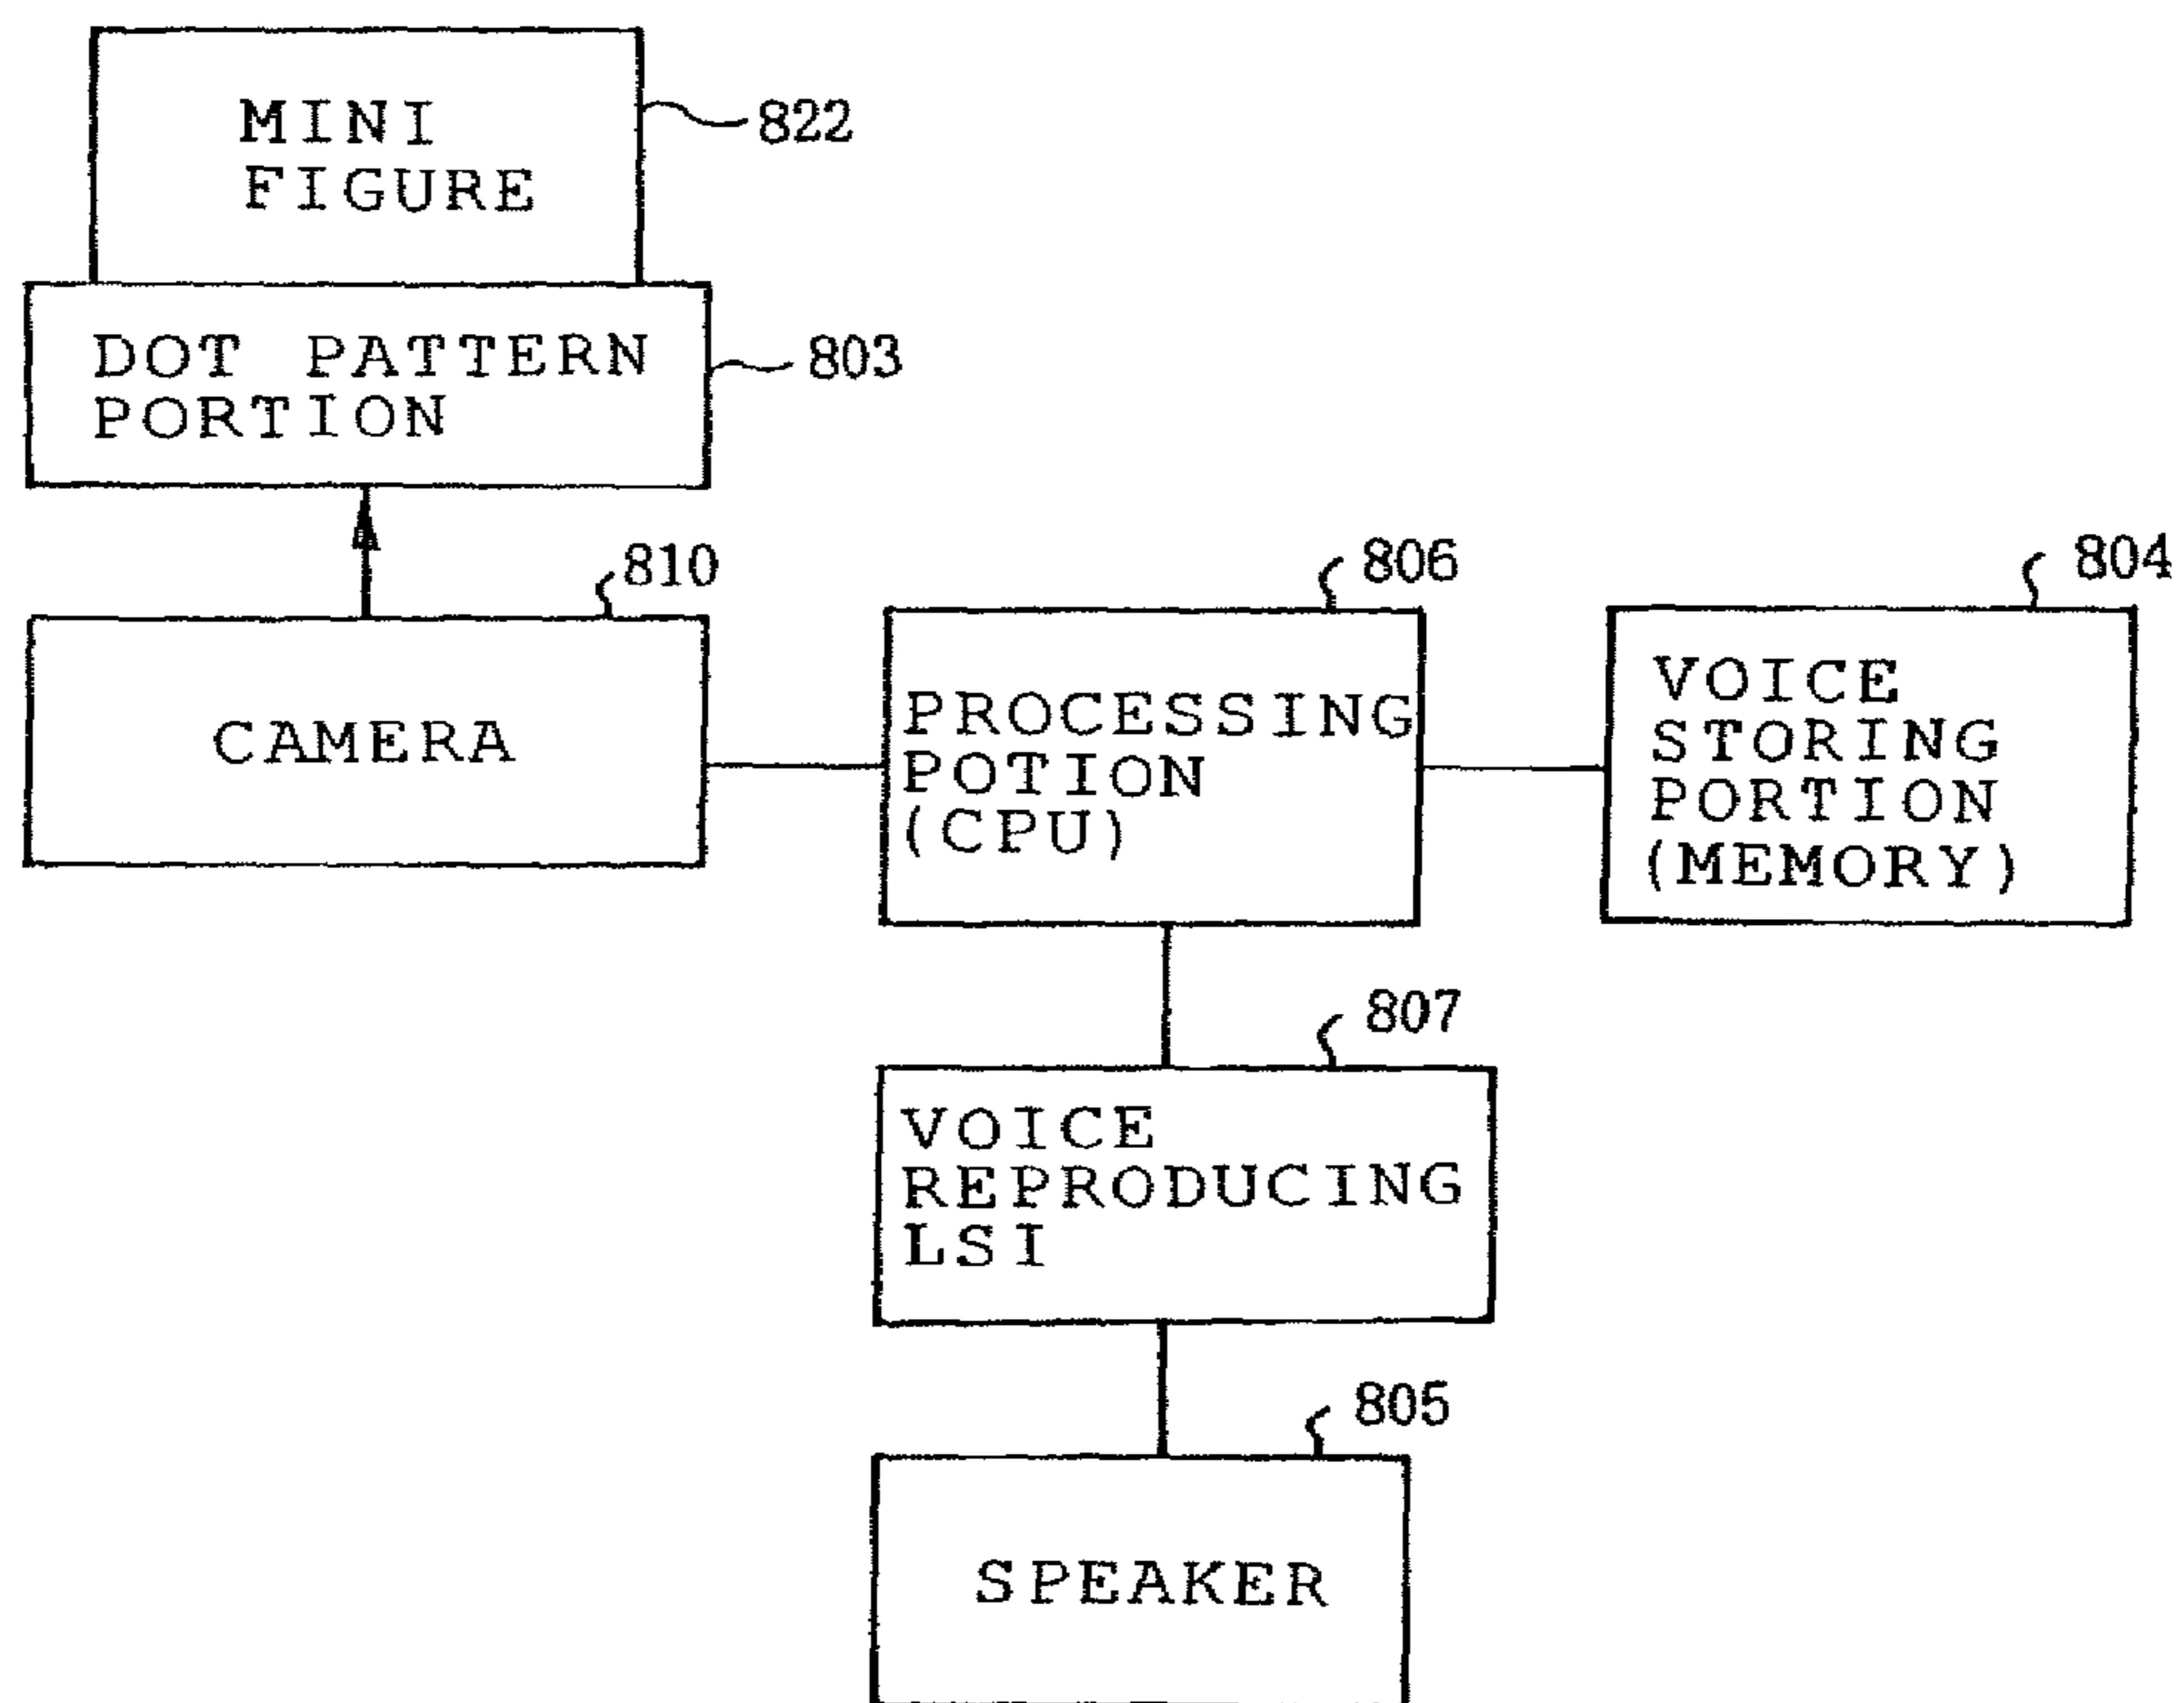 MINI
FIGURE
822
DOT PATTERN
PORTION
803
810
CAMERA
806
PROCESSING
POTION
(CPU)
804
VOICE
STORING
PORTION
(MEMORY)
807
VOICE
REPRODUCING
LSI
805
SPEAKER